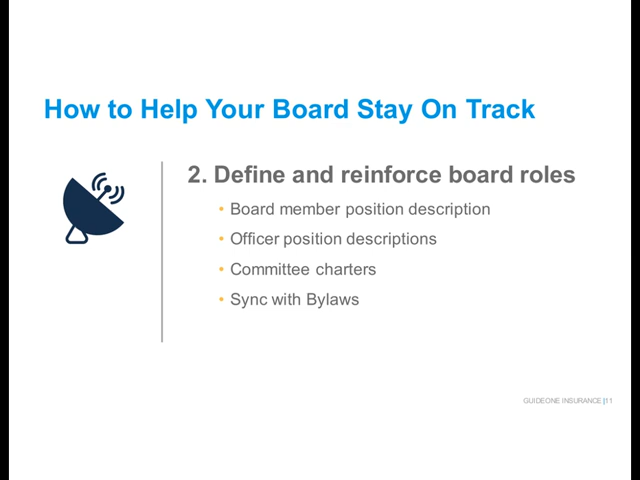 How to Help Your Board Stay On Track
2. Define and reinforce board roles
• Board member position description
• Officer position descriptions
• Committee charters
• Sync with Bylaws
GUIDEONE INSURANCE |11